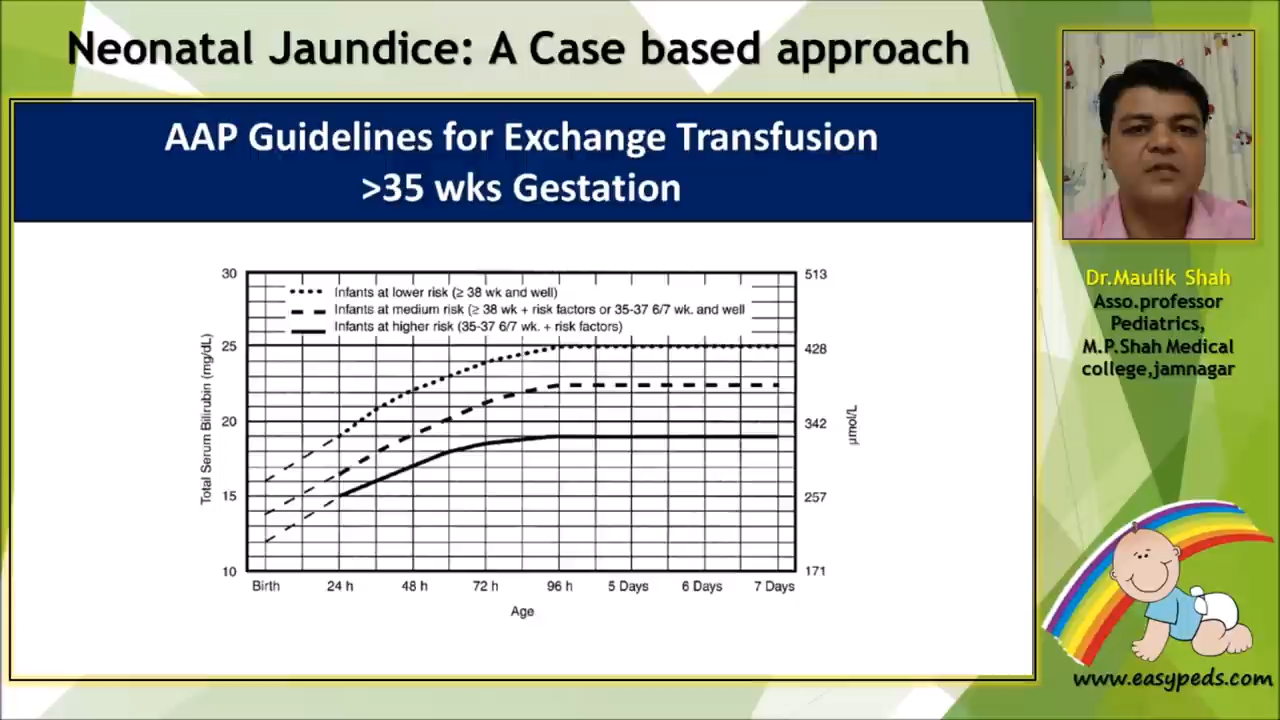 Neonatal Jaundice: A Case based approach
AAP Guidelines for Exchange Transfusion
>35 wks Gestation
30
25
20
15
10
Total Serum Bilirubin (mg/dL)
Infants at lower risk (≥ 38 wk and well)
Infants at medium risk (≥ 38 wk + risk factors or 35-37 6/7 wk. and well
Infants at higher risk (35-37 6/7 wk. + risk factors)
513
428
342
257
171
µmol/L
Birth 24 h 48 h 72 h 96 h 5 Days 6 Days 7 Days
Age
Dr.Maulik Shah
Asso.professor
Pediatrics,
M.P.Shah Medical
college,jamnagar
www.easypeds.com